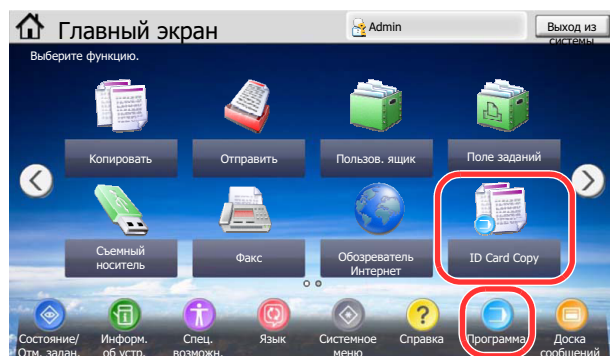 Главный экран
Admin
Выход из
системы
Выберите функцию.
Копировать
Отправить
Пользов. ящик
Поле заданий
Съемный
носитель
Факс
Обозреватель
Интернет
ID Card Copy
Состояние/
Отм. задан.
Информ.
об устр.
Спец.
возможн.
Язык
Системное
меню
?
Справка
Программа
Доска
сообщений